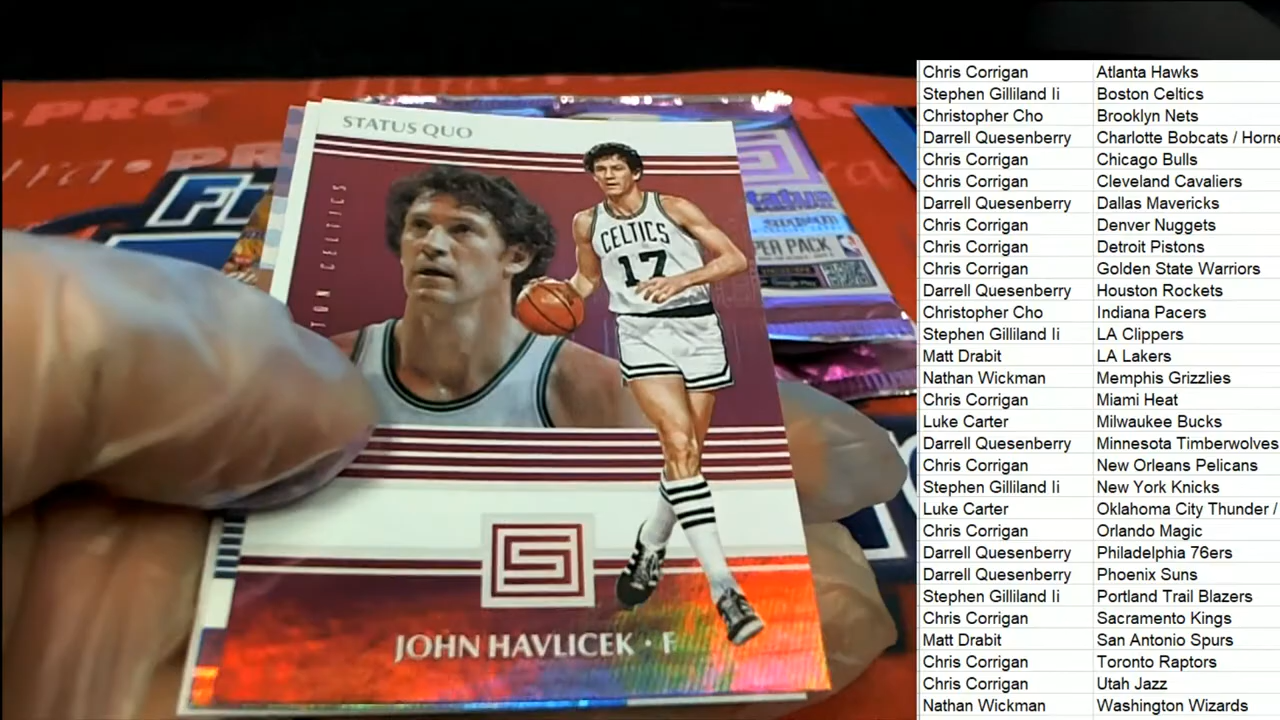 STATUS QUO
CELTICS
17
JOHN HAVLICEK · F
PER PACK
PRO
Chris Corrigan Atlanta Hawks
Stephen Gilliland Ii Boston Celtics
Christopher Cho Brooklyn Nets
Darrell Quesenberry Charlotte Bobcats / Horne
Chris Corrigan Chicago Bulls
Chris Corrigan Cleveland Cavaliers
Darrell Quesenberry Dallas Mavericks
Chris Corrigan Denver Nuggets
Chris Corrigan Detroit Pistons
Chris Corrigan Golden State Warriors
Darrell Quesenberry Houston Rockets
Christopher Cho Indiana Pacers
Stephen Gilliland Ii LA Clippers
Matt Drabit LA Lakers
Nathan Wickman Memphis Grizzlies
Chris Corrigan Miami Heat
Luke Carter Milwaukee Bucks
Darrell Quesenberry Minnesota Timberwolves
Chris Corrigan New Orleans Pelicans
Stephen Gilliland Ii New York Knicks
Luke Carter Oklahoma City Thunder /
Chris Corrigan Orlando Magic
Darrell Quesenberry Philadelphia 76ers
Darrell Quesenberry Phoenix Suns
Stephen Gilliland Ii Portland Trail Blazers
Chris Corrigan Sacramento Kings
Matt Drabit San Antonio Spurs
Chris Corrigan Toronto Raptors
Chris Corrigan Utah Jazz
Nathan Wickman Washington Wizards